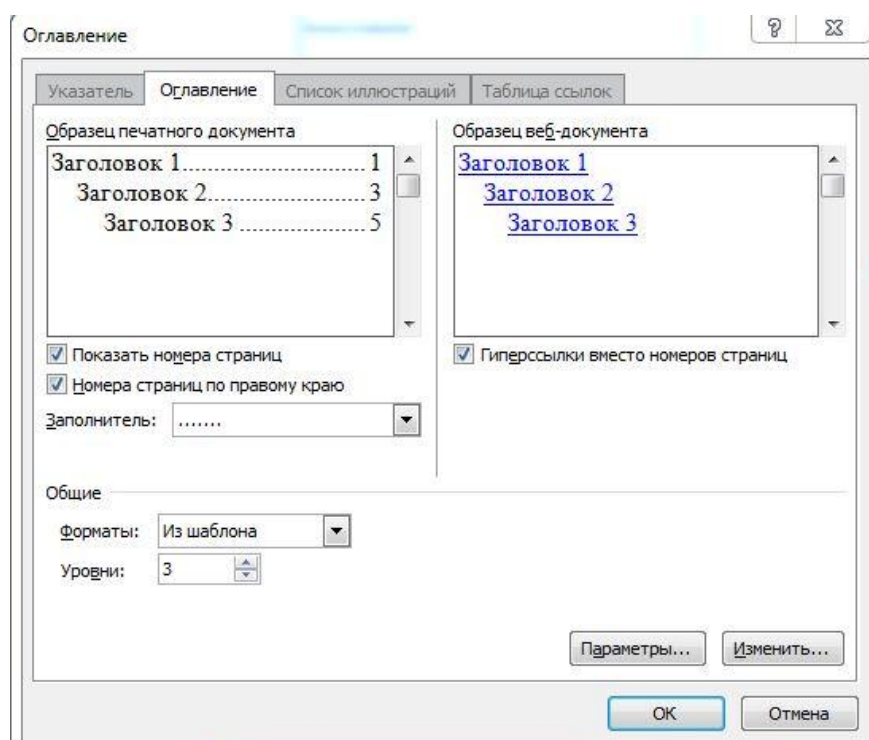 Оглавление
Указатель Оглавление Список иллюстраций Таблица ссылок
Образец печатного документа
Заголовок 1.............................. 1
Заголовок 2........................ 3
Заголовок 3 ................... 5
Показать номера страниц
Номера страниц по правому краю
Заполнитель: .......
Образец веб-документа
Заголовок 1
Заголовок 2
Заголовок 3
Гиперссылки вместо номеров страниц
Общие
Форматы: Из шаблона
Уровни: 3
Параметры... Изменить...
ОК Отмена